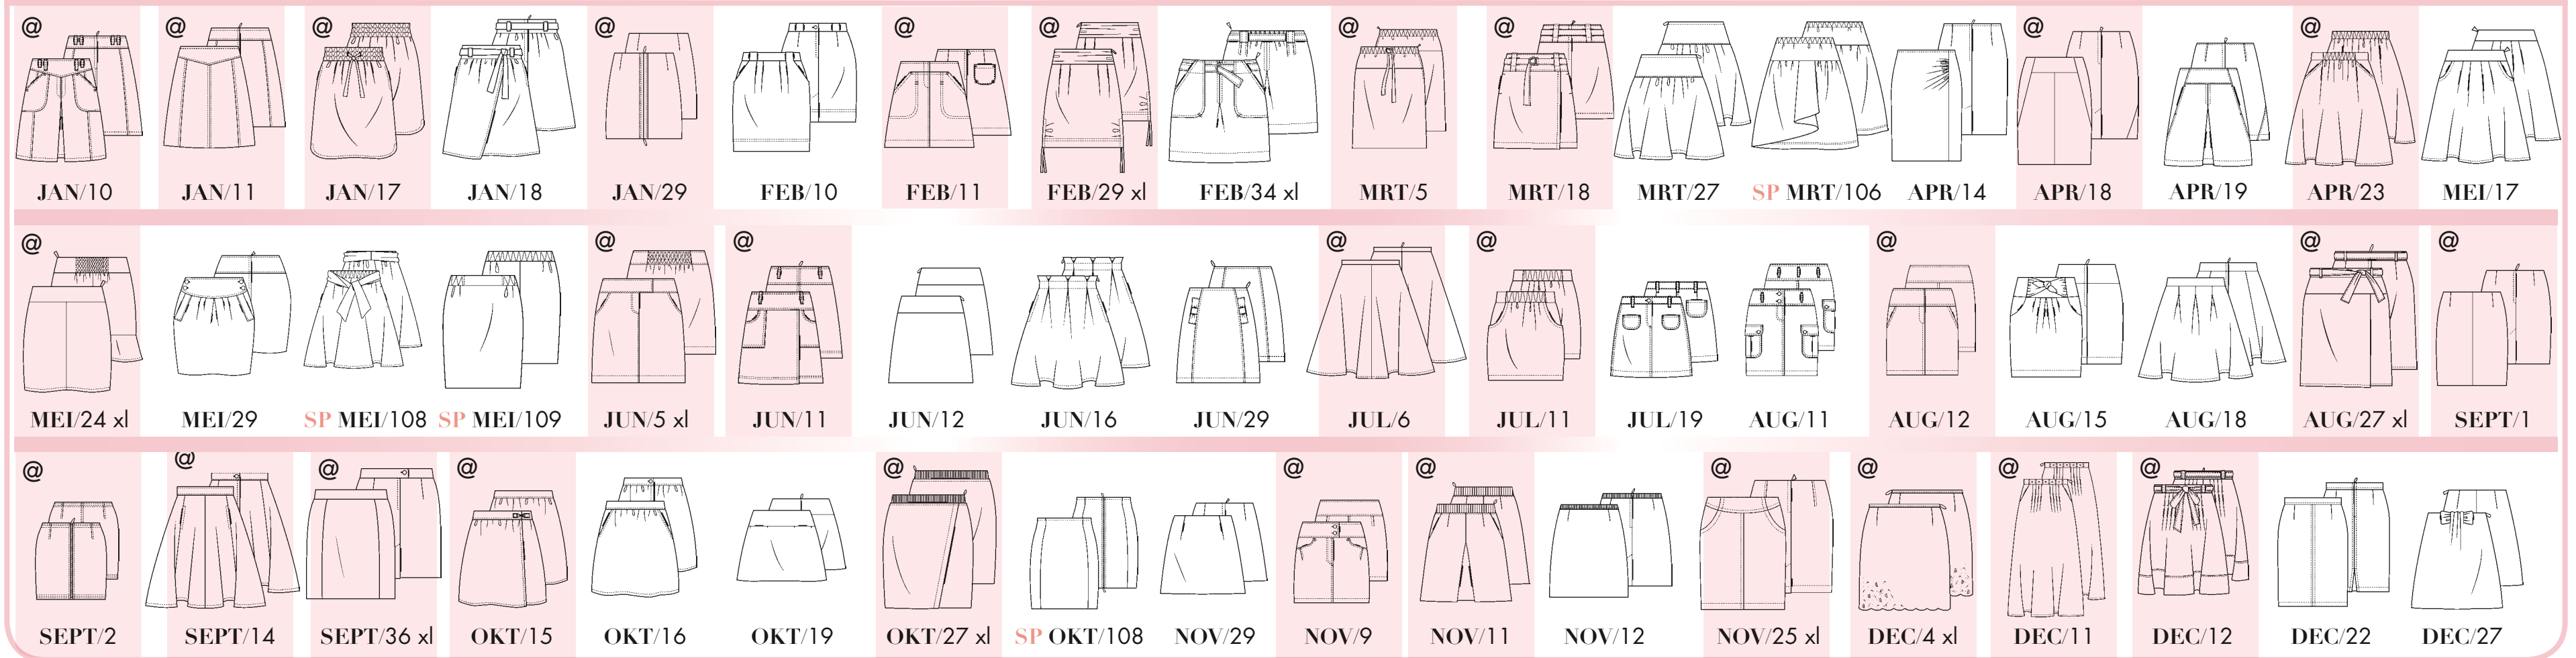 @ @ @ @ @ @ @ @ @ @
JAN/10 JAN/11 JAN/17 JAN/18 JAN/29 FEB/10 FEB/11 FEB/29 xl FEB/34 xl MRT/5 MRT/18 MRT/27 SP MRT/106 APR/14 APR/18 APR/19 APR/23 MEI/17
@ @ @ @ @ @ @ @
MEI/24 xl MEI/29 SP MEI/108 SP MEI/109 JUN/5 xl JUN/11 JUN/12 JUN/16 JUN/29 JUL/6 JUL/11 JUL/19 AUG/11 AUG/12 AUG/15 AUG/18 AUG/27 xl SEPT/1
@ @ @ @ @ @ @ @ @ @ @
SEPT/2 SEPT/14 SEPT/36 xl OKT/15 OKT/16 OKT/19 OKT/27 xl SP OKT/108 NOV/29 NOV/9 NOV/11 NOV/12 NOV/25 xl DEC/4 xl DEC/11 DEC/12 DEC/22 DEC/27